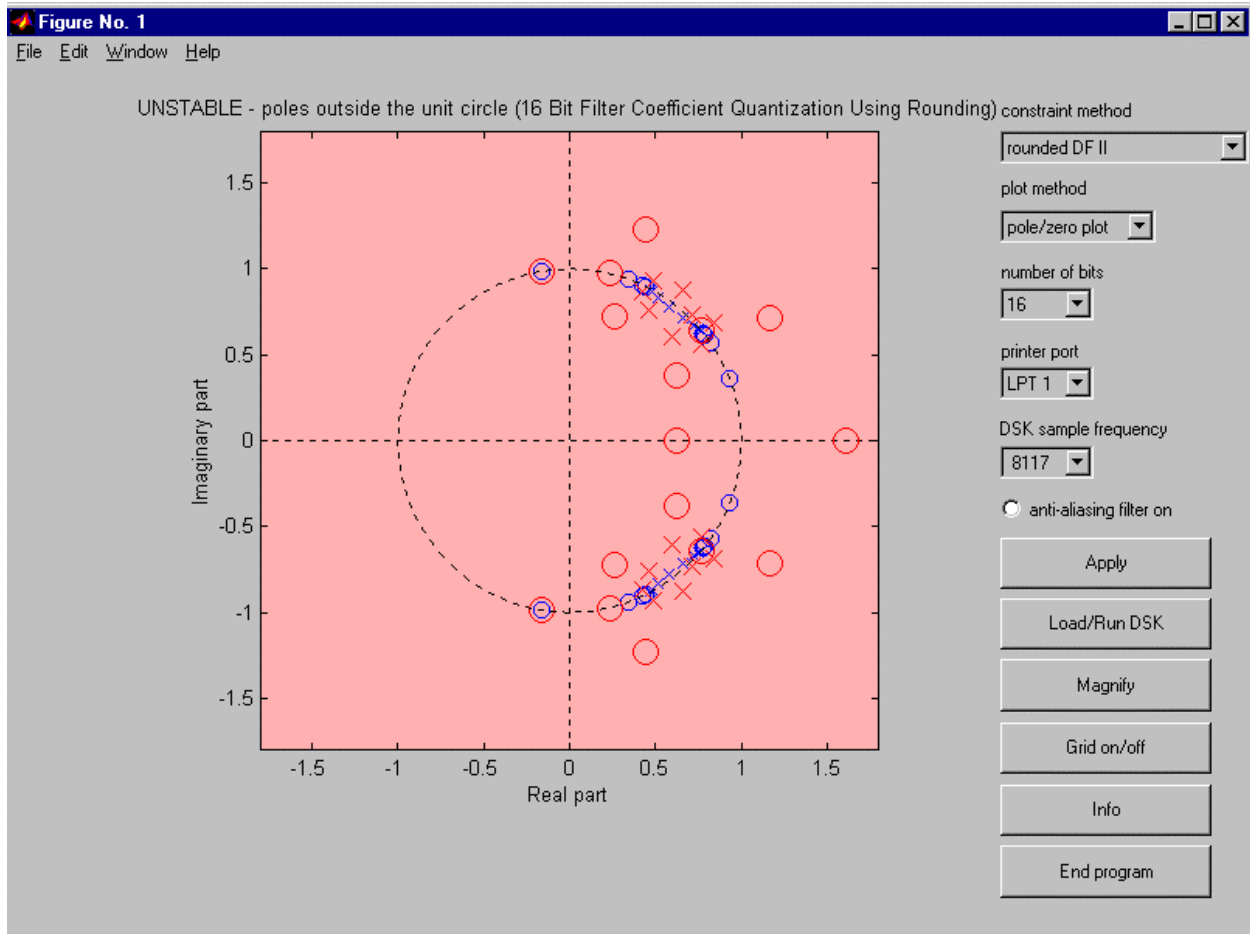 Figure No. 1
File Edit Window Help
UNSTABLE - poles outside the unit circle (16 Bit Filter Coefficient Quantization Using Rounding)
constraint method
rounded DF II
plot method
pole/zero plot
number of bits
16
printer port
LPT 1
DSK sample frequency
8117
anti-aliasing filter on
Apply
Load/Run DSK
Magnify
Grid on/off
Info
End program
Imaginary part
1.5
1
0.5
0
-0.5
-1
-1.5
-1.5 -1 -0.5 0 0.5 1 1.5
Real part